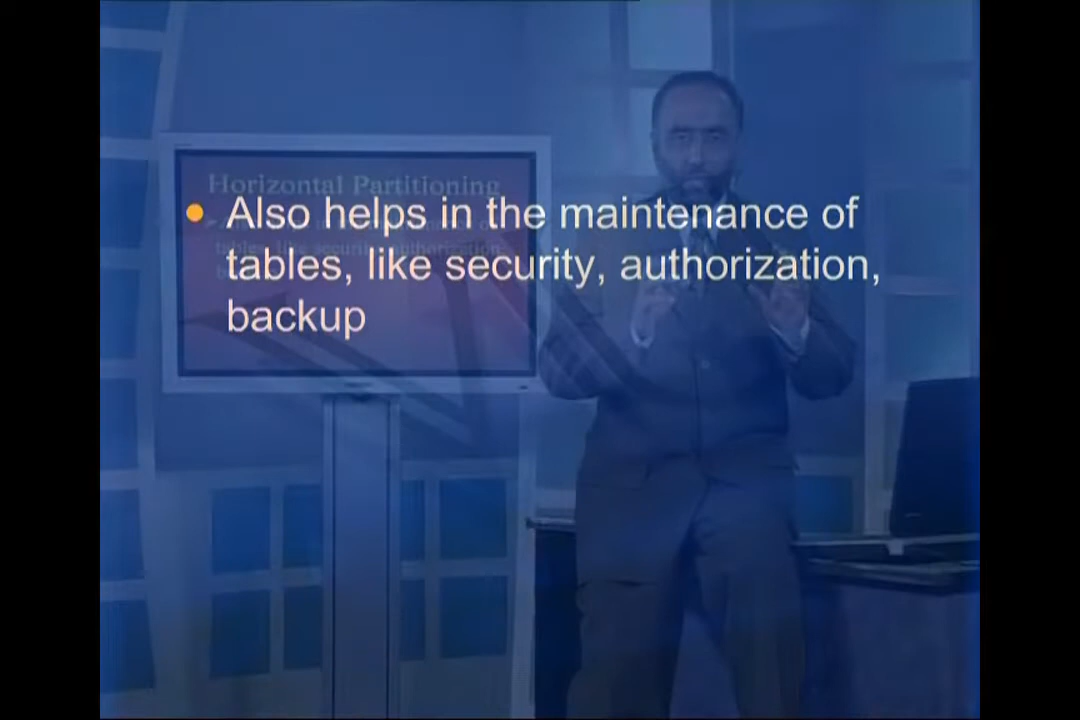 Horizontal Partitioning
• Also helps in the maintenance of
tables, like security, authorization,
backup